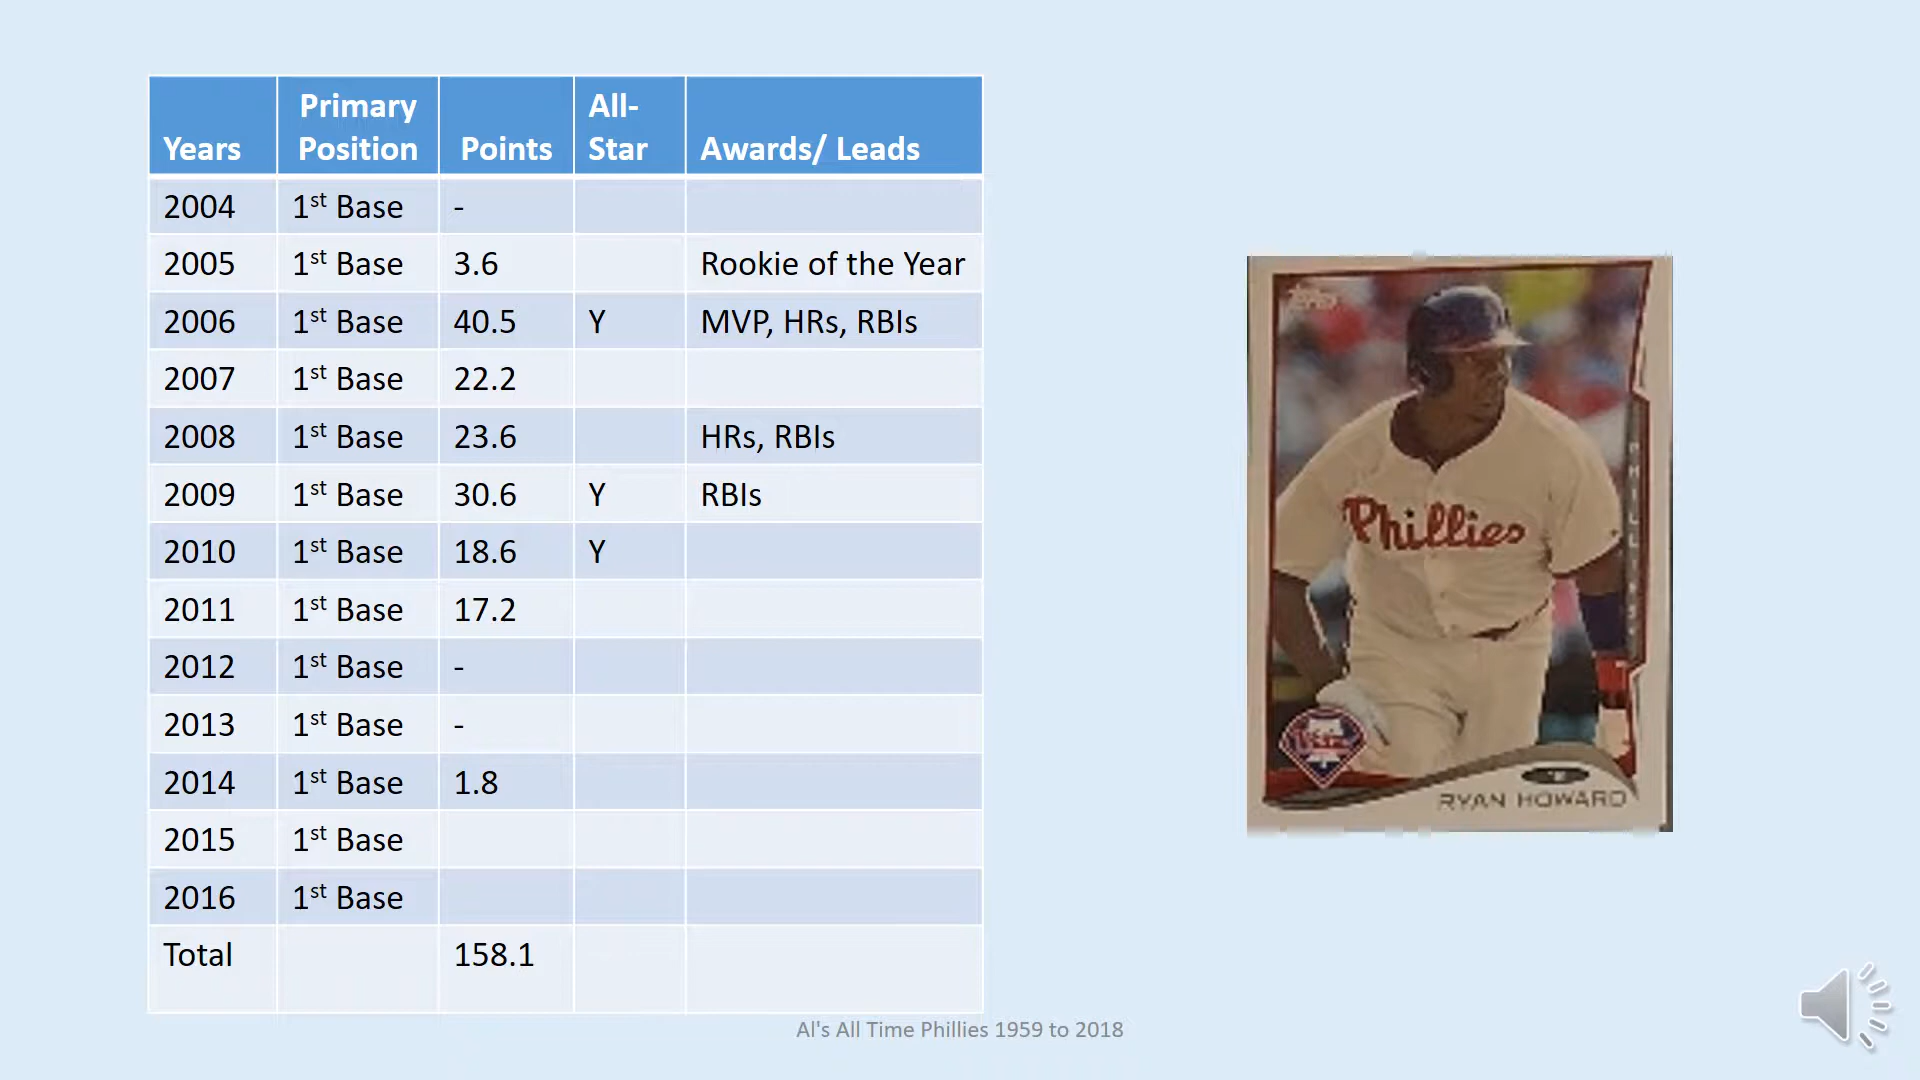 Years Primary Position Points All-Star Awards/ Leads
2004 1st Base -
2005 1st Base 3.6 Rookie of the Year
2006 1st Base 40.5 Y MVP, HRs, RBIs
2007 1st Base 22.2
2008 1st Base 23.6 HRs, RBIs
2009 1st Base 30.6 Y RBIs
2010 1st Base 18.6 Y
2011 1st Base 17.2
2012 1st Base -
2013 1st Base -
2014 1st Base 1.8
2015 1st Base
2016 1st Base
Total 158.1
Topps
Phillies
PHILLIES
RYAN HOWARD
Al's All Time Phillies 1959 to 2018